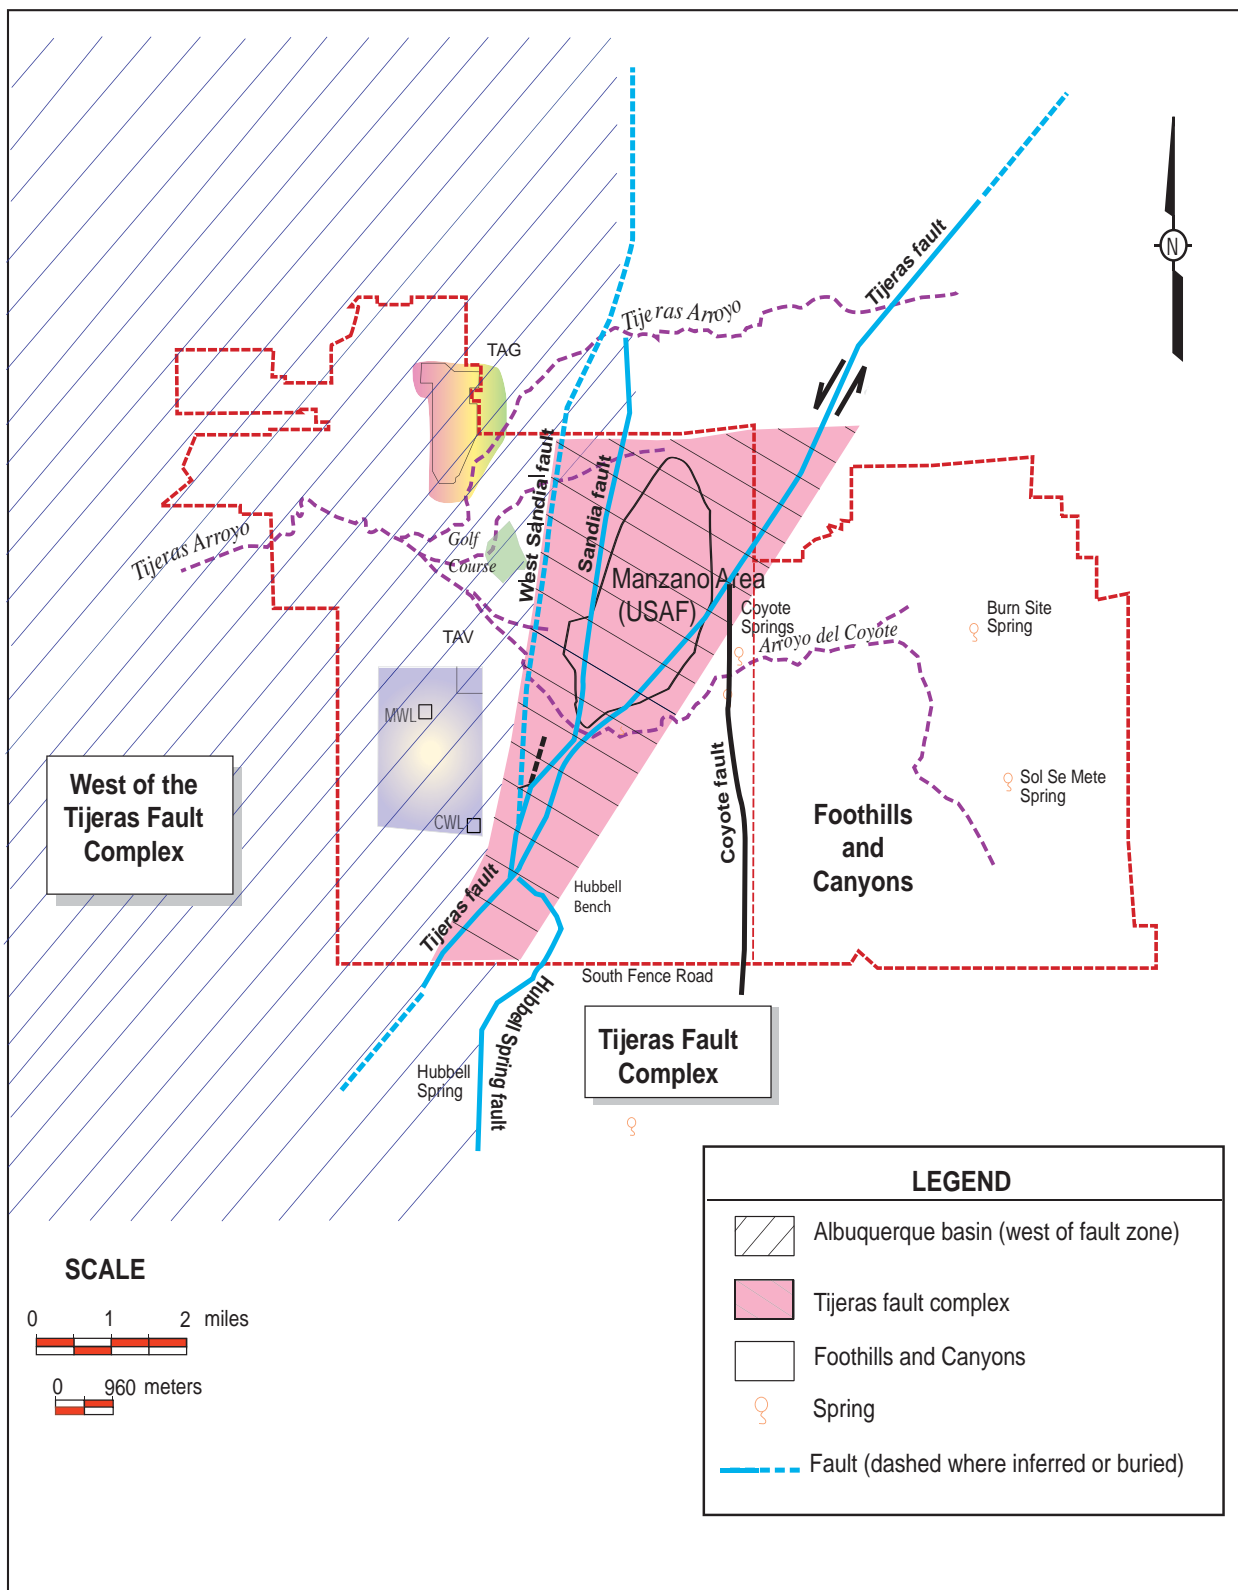 Tijeras fault
N
Tijeras Arroyo
TAG
West Sandia fault
Sandia fault
Tijeras Arroyo
Golf
Course
Manzano Area
(USAF)
Coyote
Springs
Arroyo del Coyote
Burn Site
Spring
TAV
MWL
CWL
West of the
Tijeras Fault
Complex
Coyote fault
Sol Se Mete
Spring
Foothills
and
Canyons
Tijeras fault
Hubbell
Bench
South Fence Road
Hubbell Spring fault
Tijeras Fault
Complex
Hubbell
Spring
LEGEND
Albuquerque basin (west of fault zone)
Tijeras fault complex
Foothills and Canyons
Spring
Fault (dashed where inferred or buried)
SCALE
0 1 2 miles
0 960 meters